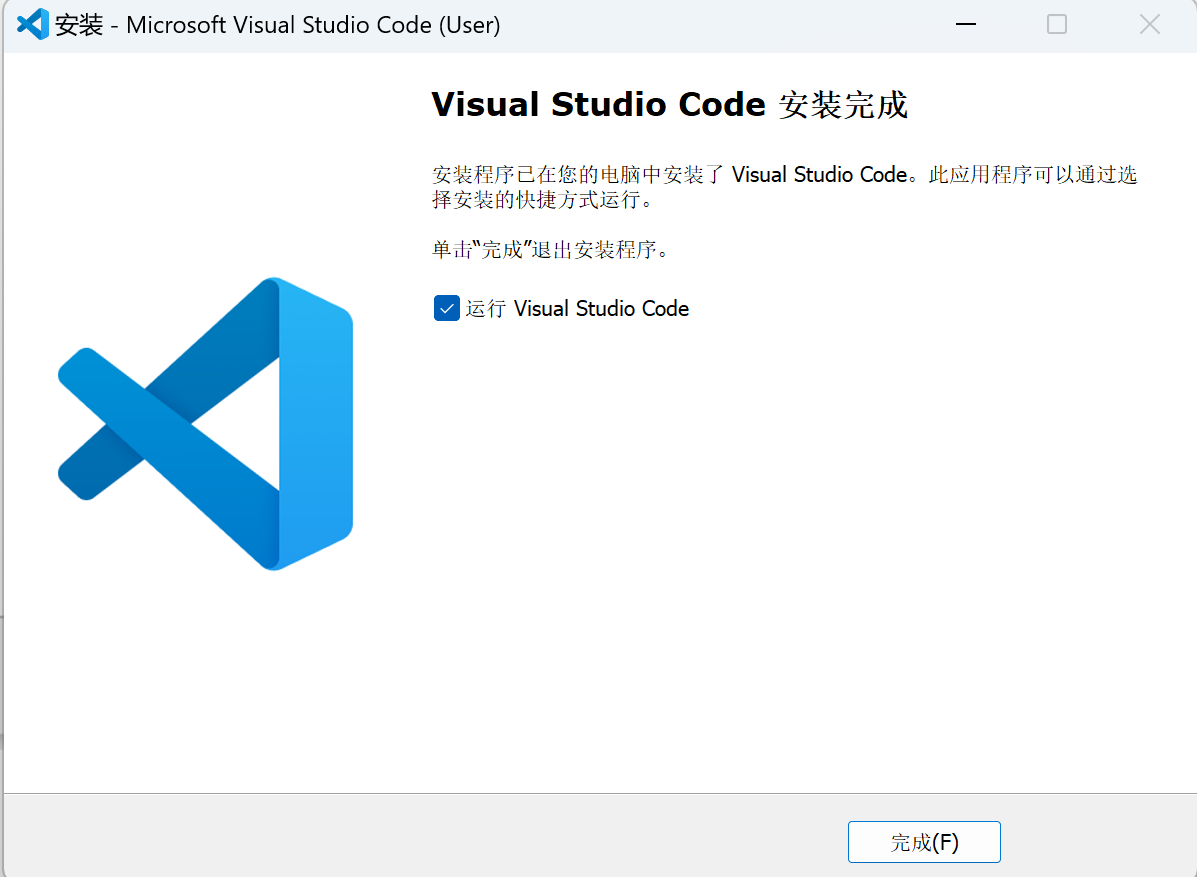 安装 - Microsoft Visual Studio Code (User)
Visual Studio Code 安装完成
安装程序已在您的电脑中安装了 Visual Studio Code。此应用程序可以通过选
择安装的快捷方式运行。
单击“完成”退出安装程序。
运行 Visual Studio Code
完成(F)